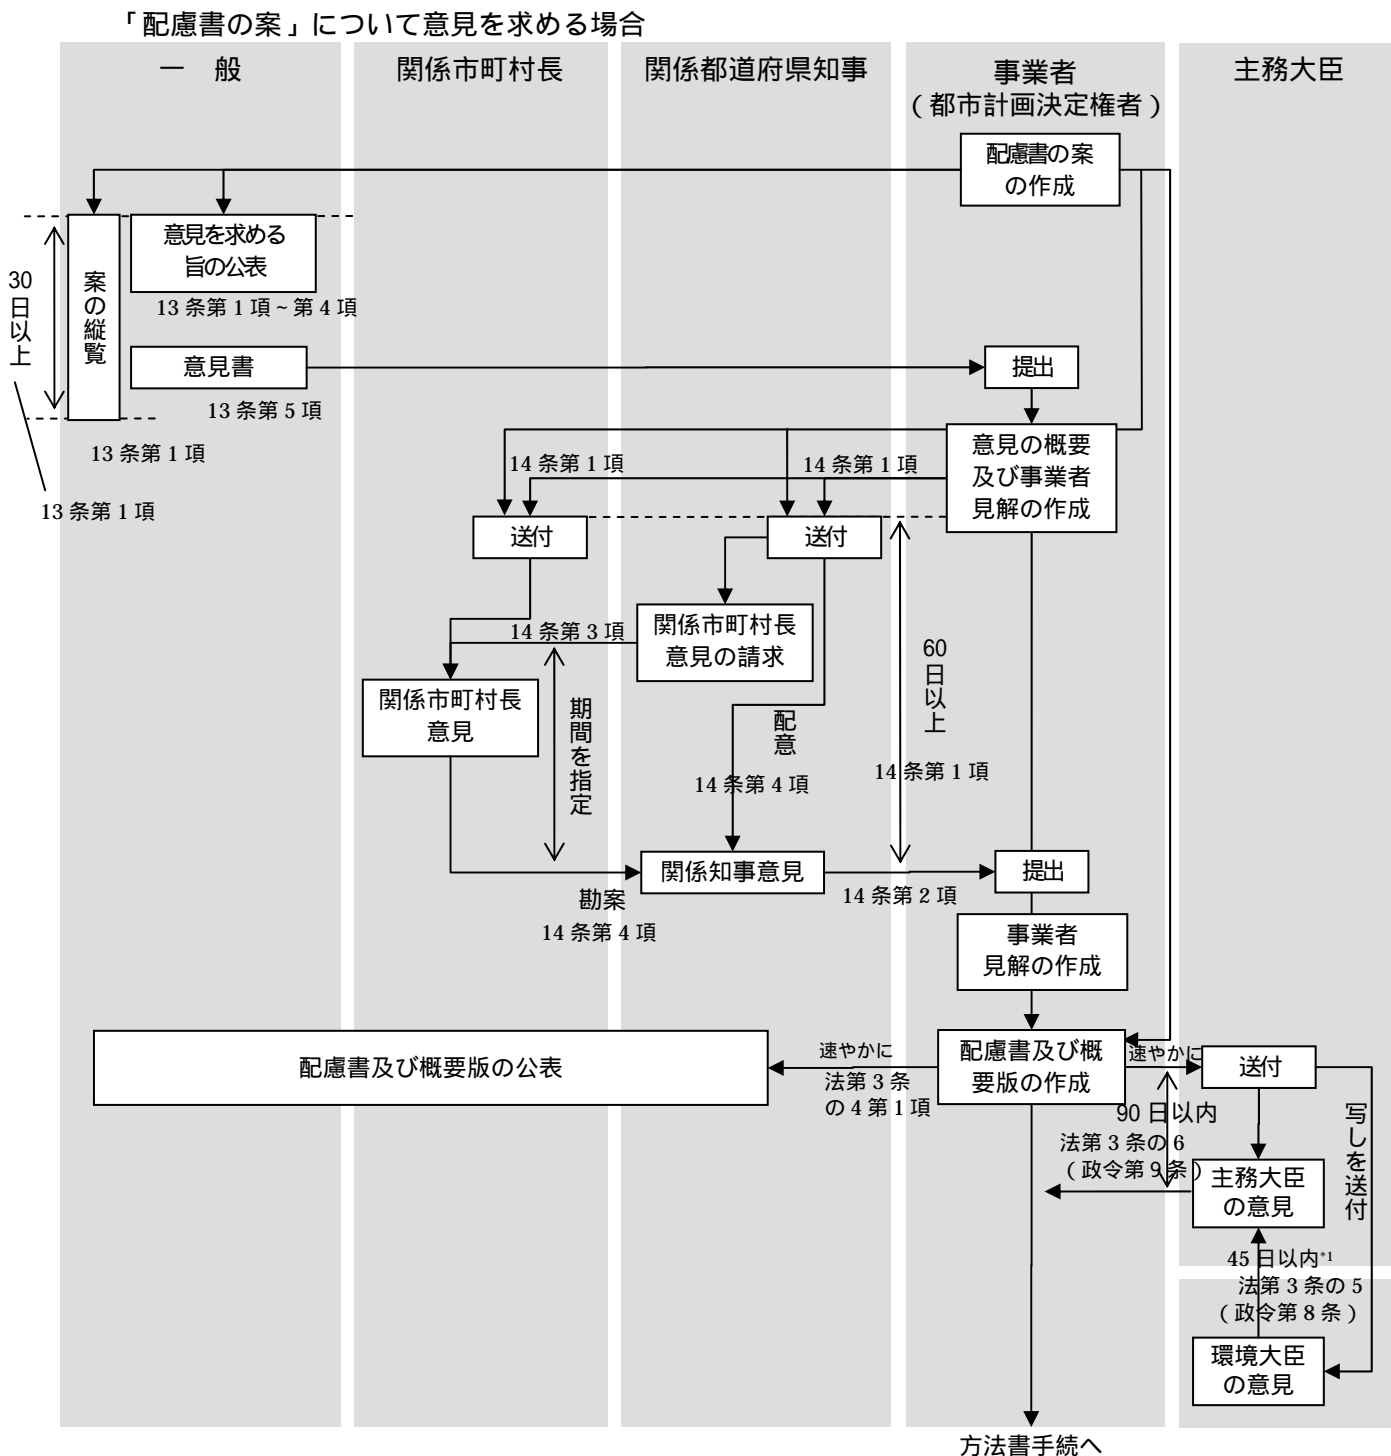 「配慮書の案」について意見を求める場合
一　般
関係市町村長
関係都道府県知事
事業者
（都市計画決定権者）
主務大臣
配慮書の案
の作成
意見を求める
旨の公表
13 条第 1 項～第 4 項
30
日以上
案の縦覧
意見書
提出
13 条第 5 項
13 条第 1 項
13 条第 1 項
意見の概要
及び事業者
見解の作成
14 条第 1 項
14 条第 1 項
送付
送付
関係市町村長
意見の請求
14 条第 3 項
関係市町村長
意見
期間を指定
配意
14 条第 4 項
60
日以上
14 条第 1 項
関係知事意見
提出
勘案
14 条第 4 項
14 条第 2 項
事業者
見解の作成
配慮書及び概要版の公表
速やかに
法第 3 条
の 4 第 1 項
配慮書及び概
要版の作成
速やかに
送付
90 日以内
法第 3 条の 6
（政令第 9 条）
主務大臣
の意見
写しを送付
45 日以内*1
法第 3 条の 5
（政令第 8 条）
環境大臣
の意見
方法書手続へ